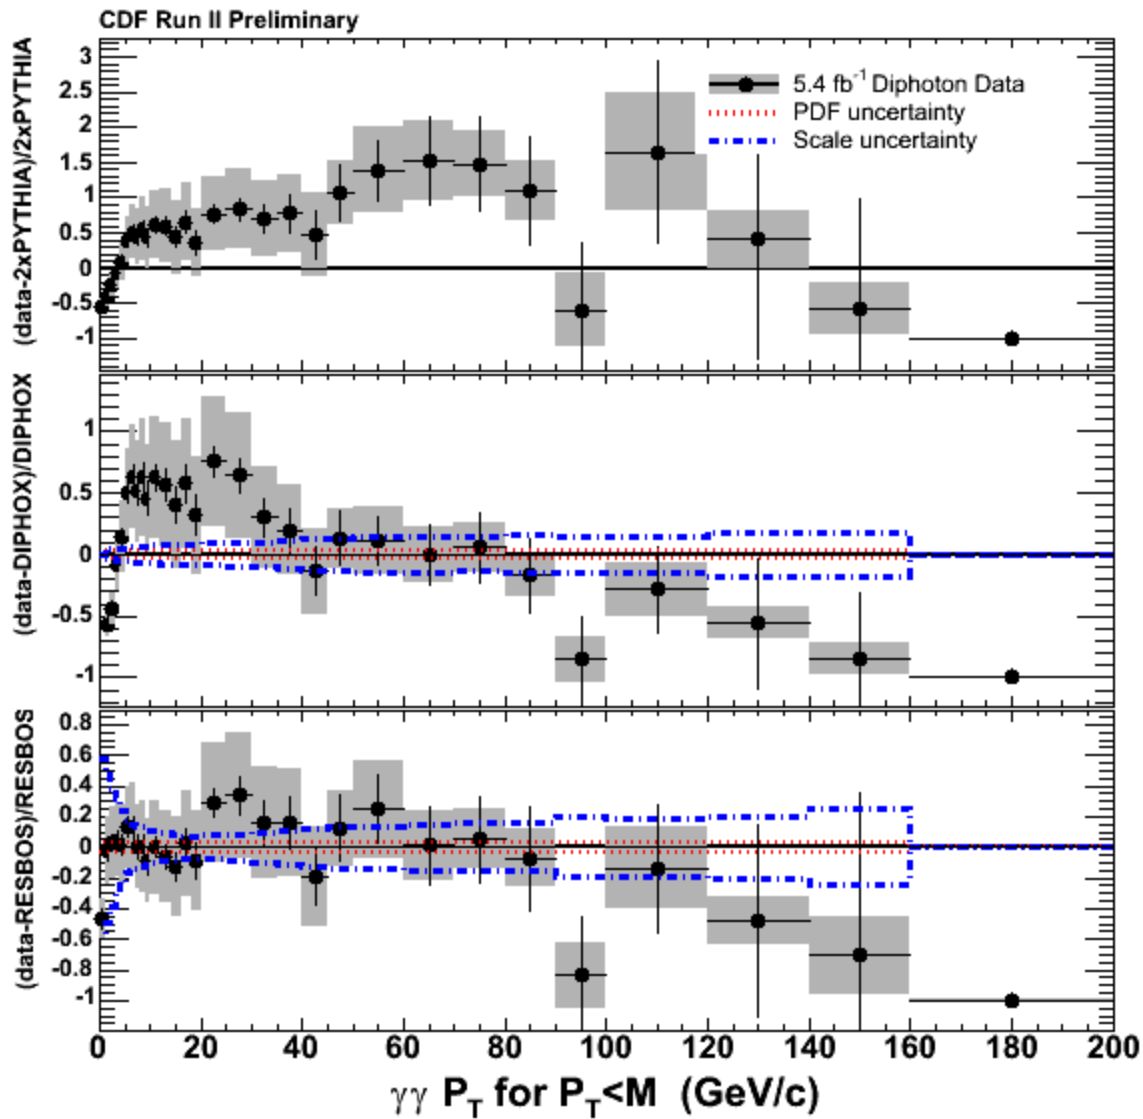 CDF Run II Preliminary
(data-2xPYTHIA)/2xPYTHIA
3
2.5
2
1.5
1
0.5
0
-0.5
-1
5.4 fb⁻¹ Diphoton Data
PDF uncertainty
Scale uncertainty
(data-DIPHOX)/DIPHOX
1
0.5
0
-0.5
-1
(data-RESBOS)/RESBOS
0.8
0.6
0.4
0.2
0
-0.2
-0.4
-0.6
-0.8
-1
0 20 40 60 80 100 120 140 160 180 200
γγ P_T for P_T<M (GeV/c)